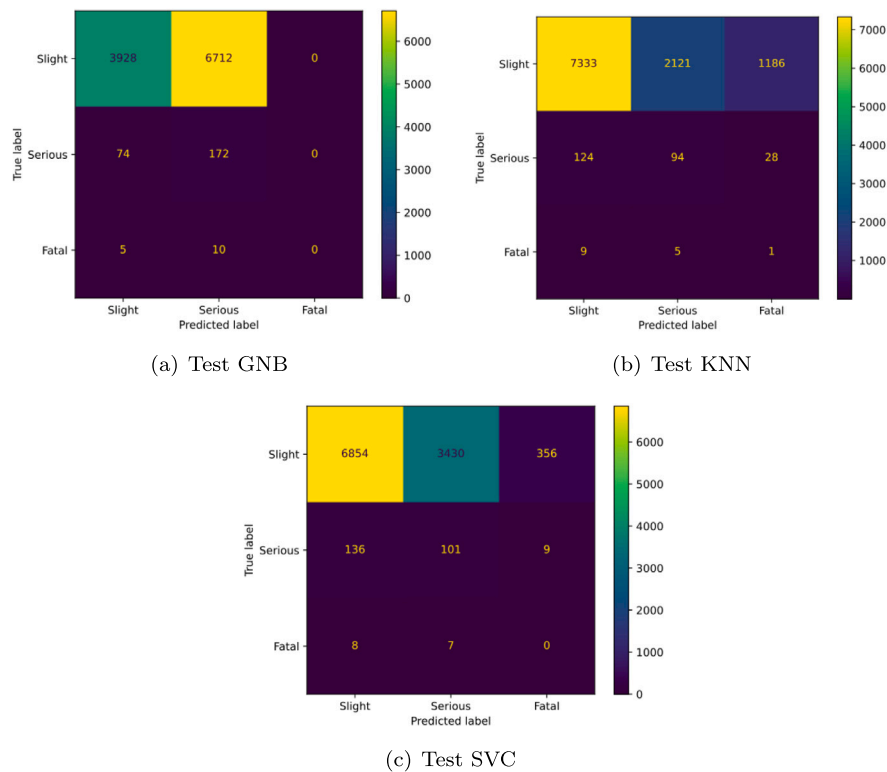 Slight 3928 6712 0
6000
5000
4000
True label
Serious 74 172 0
3000
2000
Fatal 5 10 0
1000
0
Slight Serious Fatal
Predicted label
(a) Test GNB
Slight 7333 2121 1186
7000
6000
5000
True label
Serious 124 94 28
4000
3000
Fatal 9 5 1
2000
1000
Slight Serious Fatal
Predicted label
(b) Test KNN
Slight 6854 3430 356
6000
5000
4000
True label
Serious 136 101 9
3000
2000
Fatal 8 7 0
1000
0
Slight Serious Fatal
Predicted label
(c) Test SVC